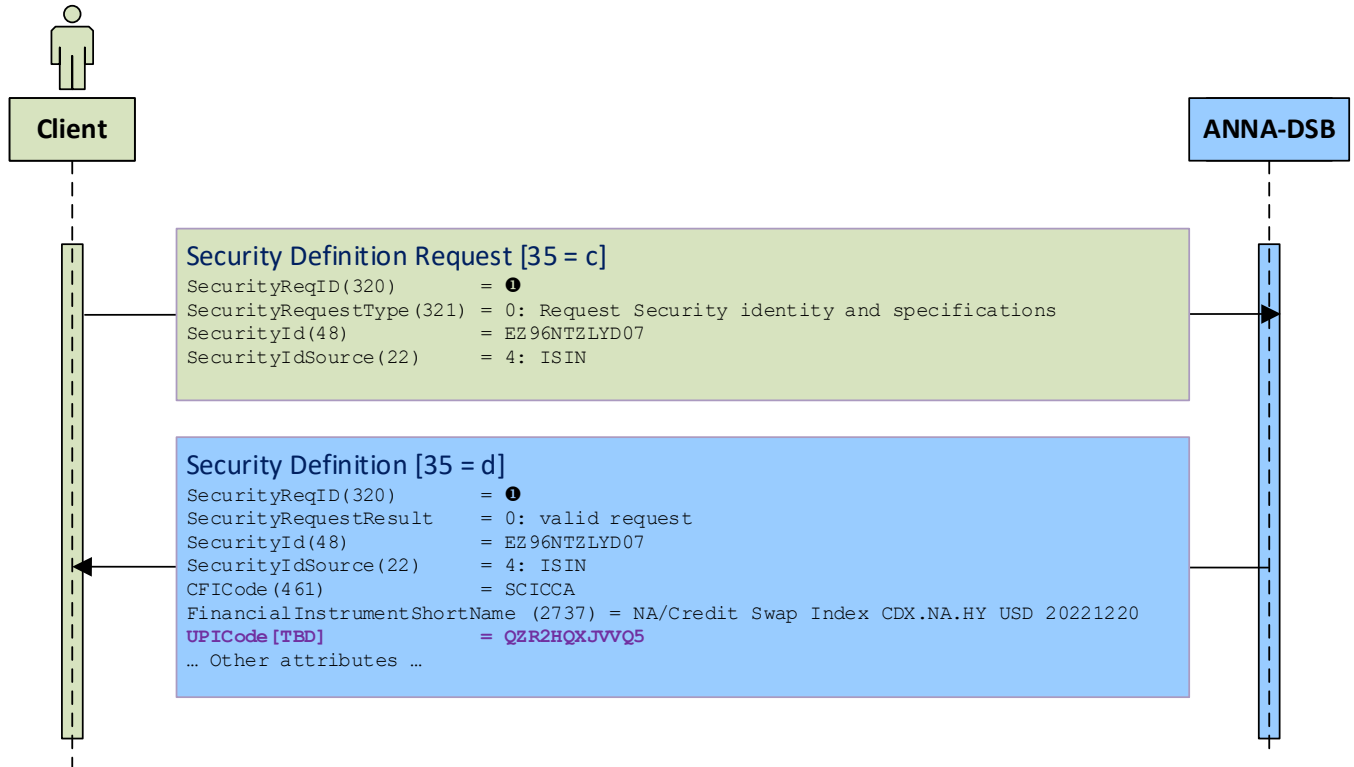 Client
ANNA-DSB
Security Definition Request [35 = c]
SecurityReqID(320) = ❶
SecurityRequestType(321) = 0: Request Security identity and specifications
SecurityId(48) = EZ96NTZLYD07
SecurityIdSource(22) = 4: ISIN
Security Definition [35 = d]
SecurityReqID(320) = ❶
SecurityRequestResult = 0: valid request
SecurityId(48) = EZ96NTZLYD07
SecurityIdSource(22) = 4: ISIN
CFICode(461) = SCICCA
FinancialInstrumentShortName (2737) = NA/Credit Swap Index CDX.NA.HY USD 20221220
UPICode[TBD] = QZR2HQXJVVQ5
… Other attributes …